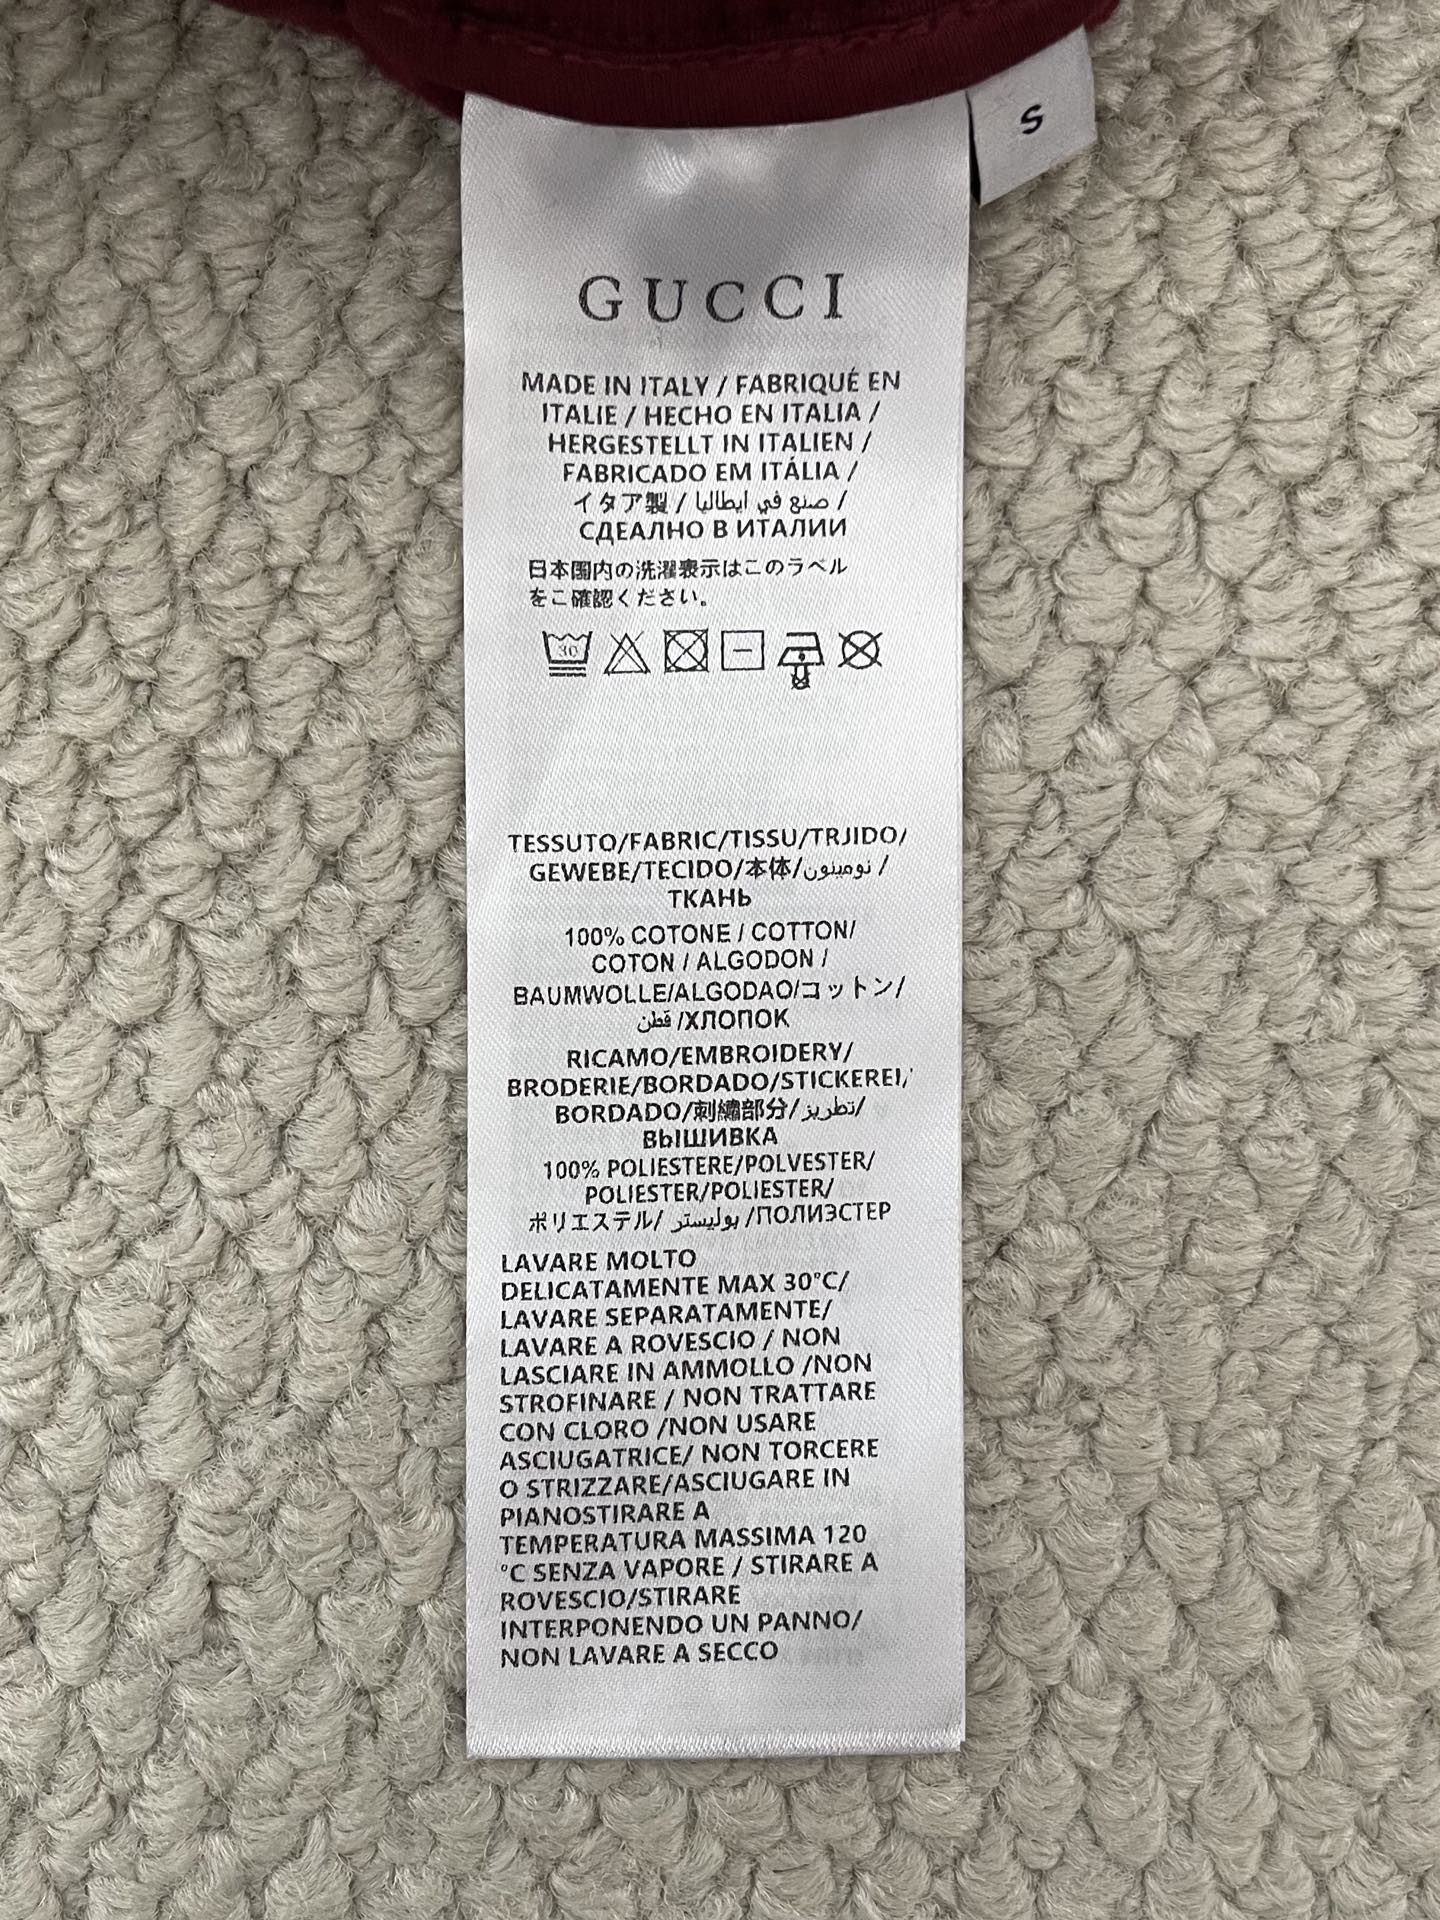 S
GUCCI
MADE IN ITALY / FABRIQUÉ EN
ITALIE / HECHO EN ITALIA /
HERGESTELLT IN ITALIEN /
FABRICADO EM ITÁLIA /
イタア製 / صنع في ايطاليا /
СДЕАЛНО В ИТАЛИИ
日本国内の洗濯表示はこのラベル
をご確認ください。
30
TESSUTO/FABRIC/TISSU/TRJIDO/
GEWEBE/TECIDO/本体/نومينون /
ТКАНЬ
100% COTONE / COTTON/
COTON / ALGODON /
BAUMWOLLE/ALGODAO/コットン/
قطن /ХЛОПОК
RICAMO/EMBROIDERY/
BRODERIE/BORDADO/STICKEREI/
BORDADO/刺繡部分/تطريز/
ВЫШИВКА
100% POLIESTERE/POLVESTER/
POLIESTER/POLIESTER/
ポリエステル/ بوليستر /ПОЛИЭСТЕР
LAVARE MOLTO
DELICATAMENTE MAX 30°C/
LAVARE SEPARATAMENTE/
LAVARE A ROVESCIO / NON
LASCIARE IN AMMOLLO /NON
STROFINARE / NON TRATTARE
CON CLORO /NON USARE
ASCIUGATRICE/ NON TORCERE
O STRIZZARE/ASCIUGARE IN
PIANOSTIRARE A
TEMPERATURA MASSIMA 120
°C SENZA VAPORE / STIRARE A
ROVESCIO/STIRARE
INTERPONENDO UN PANNO/
NON LAVARE A SECCO